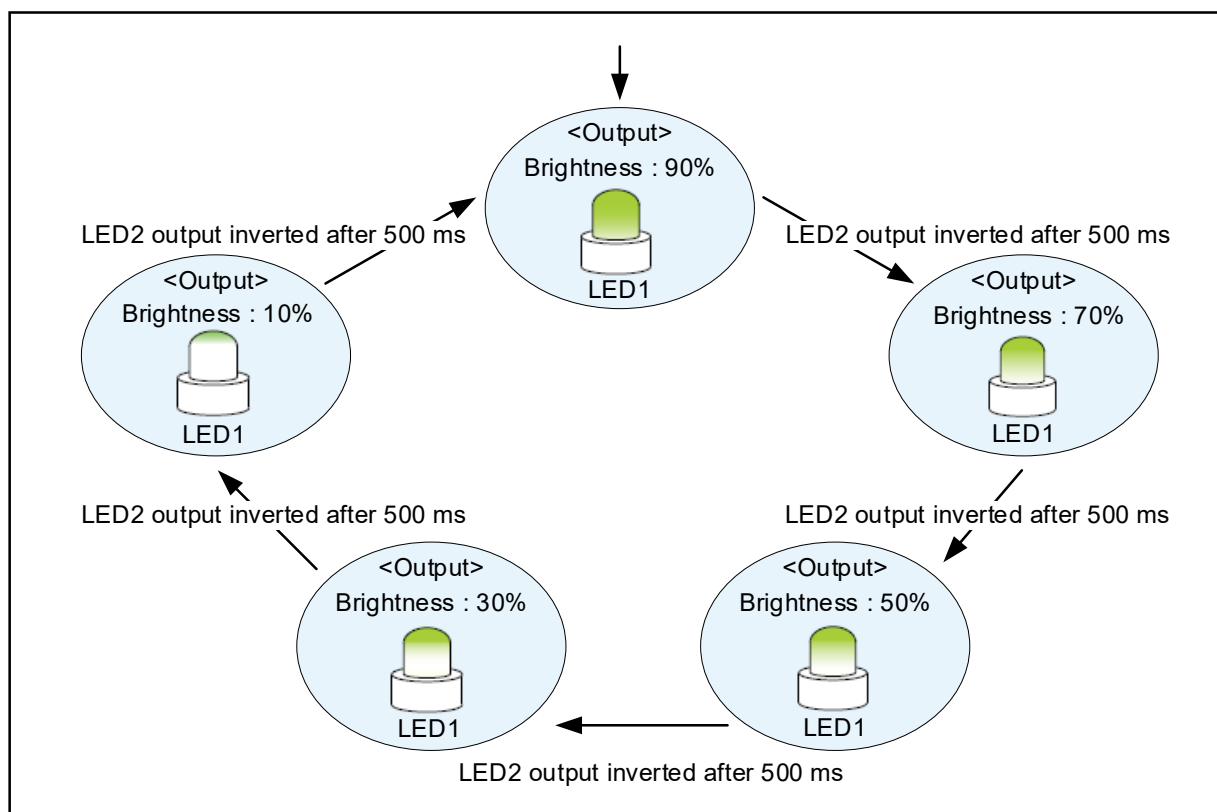 <Output>
Brightness : 90%
LED1
LED2 output inverted after 500 ms
<Output>
Brightness : 70%
LED1
LED2 output inverted after 500 ms
<Output>
Brightness : 50%
LED1
LED2 output inverted after 500 ms
<Output>
Brightness : 30%
LED1
LED2 output inverted after 500 ms
<Output>
Brightness : 10%
LED1
LED2 output inverted after 500 ms